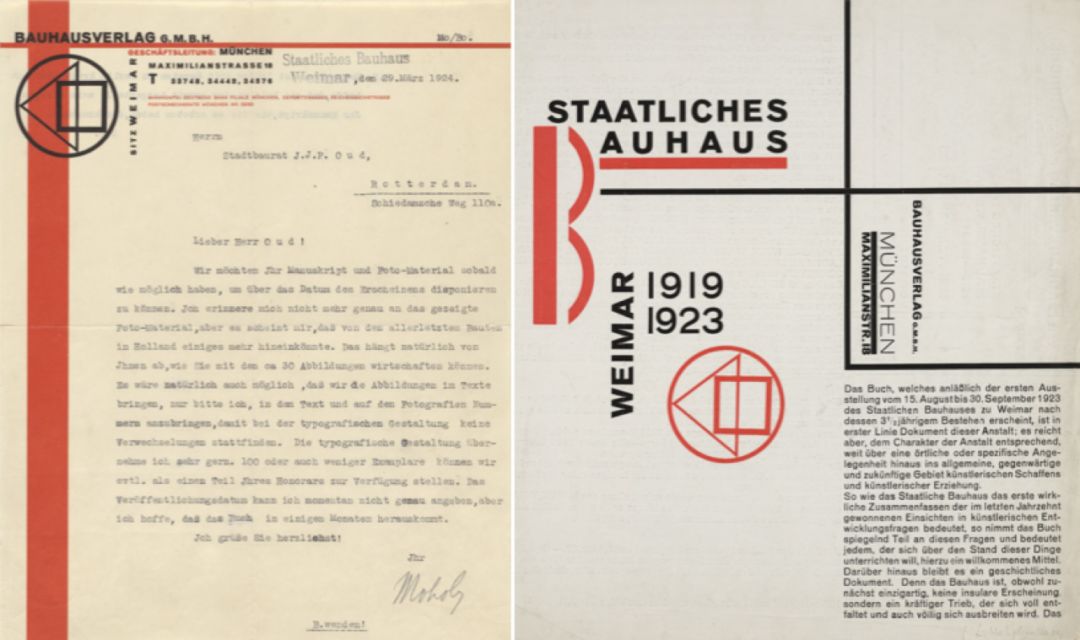 BAUHAUSVERLAG G.M.B.H.
Mo/Bo.
GESCHÄFTSLEITUNG: MÜNCHEN
MAXIMILIANSTRASSE 18
T 22748, 24442, 24576
SITZ WEIMAR
Staatliches Bauhaus
Weimar, den 29.März 1924.
Herrn
Stadtbaurat J.J.P. O u d,
R o t t e r d a m.
Schiedamsche Weg 110a.
Lieber Herr O u d !
Wir möchten Jhr Manuskript und Foto-Material sobald
wie möglich haben, um über das Datum des Erscheinens disponieren
zu können. Jch erinnere mich nicht mehr genau an das gezeigte
Foto-Material,aber es scheint mir,daß von den allerletzten Bauten
in Holland einiges mehr hineinkönnte. Das hängt natürlich von
Jhnen ab,wie Sie mit den ca 30 Abbildungen wirtschaften können.
Es wäre natürlich auch möglich ,daß wir die Abbildungen im Texte
bringen, nur bitte ich, in den Text und auf den Fotografien Num-
mern anzubringen,damit bei der typografischen Gestaltung keine
Verwechselungen stattfinden. Die typografische Gestaltung über-
nehme ich sehr gern. 100 oder auch weniger Exemplare können wir
evtl. als einen Teil Jhres Honorars zur Verfügung stellen. Das
Veröffentlichungsdatum kann ich momentan nicht genau angeben,aber
ich hoffe, daß das Buch in einigen Monaten herauskommt.
Jch grüße Sie herzlichst!
Jhr
Moholy
B.wenden!
STAATLICHES
BAUHAUS
WEIMAR
1919
1923
BAUHAUSVERLAG G.M.B.H.
MÜNCHEN
MAXIMILIANSTR. 18
Das Buch, welches anläßlich der ersten Aus-
stellung vom 15. August bis 30. September 1923
des Staatlichen Bauhauses zu Weimar nach
dessen 3½jährigem Bestehen erscheint, ist in
erster Linie Dokument dieser Anstalt; es reicht
aber, dem Charakter der Anstalt entsprechend,
weit über eine örtliche oder spezifische Ange-
legenheit hinaus ins allgemeine, gegenwärtige
und zukünftige Gebiet künstlerischen Schaffens
und künstlerischer Erziehung.
So wie das Staatliche Bauhaus das erste wirk-
liche Zusammenfassen der im letzten Jahrzehnt
gewonnenen Einsichten in künstlerischen Ent-
wicklungsfragen bedeutet, so nimmt das Buch
spiegelnd Teil an diesen Fragen und bedeutet
jedem, der sich über den Stand dieser Dinge
unterrichten will, hierzu ein willkommenes Mittel.
Darüber hinaus bleibt es ein geschichtliches
Dokument. Denn das Bauhaus ist, obwohl zu-
nächst einzigartig, keine insulare Erscheinung,
sondern ein kräftiger Trieb, der sich voll ent-
faltet und auch völlig sich ausbreiten wird. Das